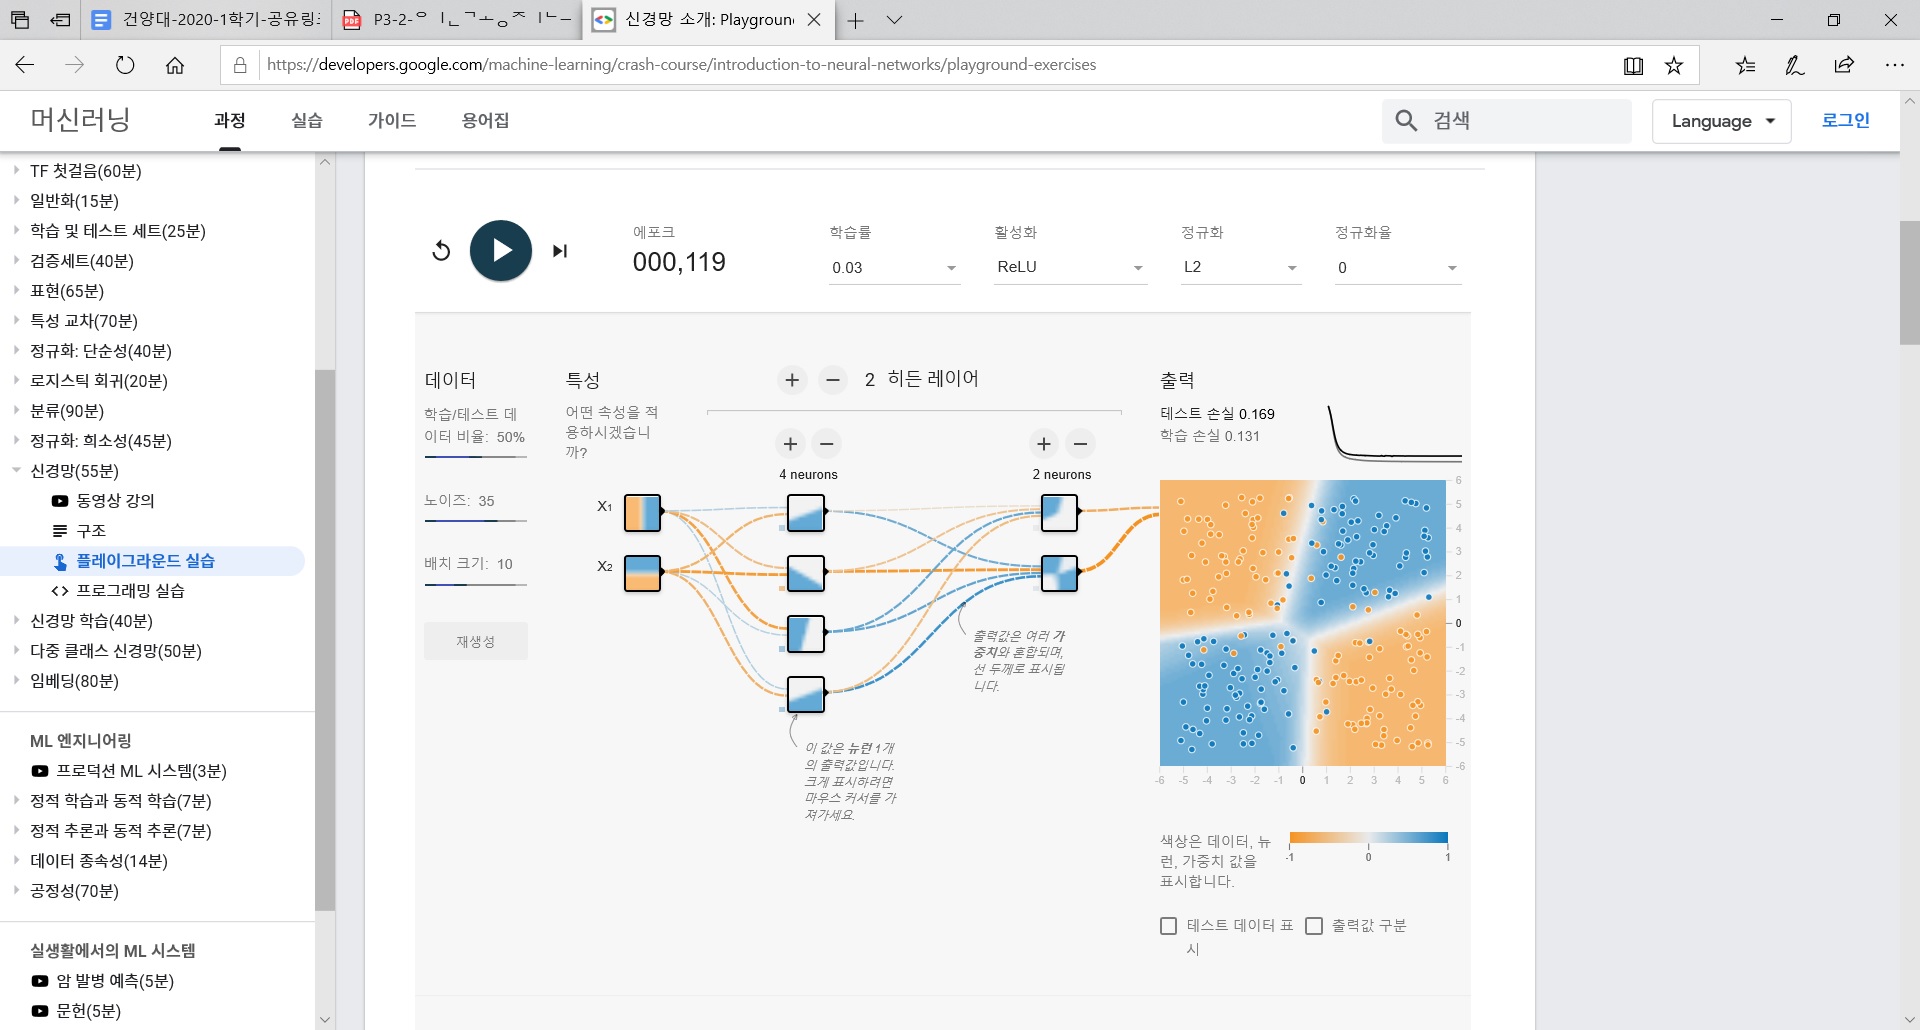 건양대-2020-1학기-공유링크
신경망 소개: Playground
https://developers.google.com/machine-learning/crash-course/introduction-to-neural-networks/playground-exercises
머신러닝
과정
실습
가이드
용어집
검색
Language
로그인
TF 첫걸음(60분)
일반화(15분)
학습 및 테스트 세트(25분)
검증세트(40분)
표현(65분)
특성 교차(70분)
정규화: 단순성(40분)
로지스틱 회귀(20분)
분류(90분)
정규화: 희소성(45분)
신경망(55분)
동영상 강의
구조
플레이그라운드 실습
프로그래밍 실습
신경망 학습(40분)
다중 클래스 신경망(50분)
임베딩(80분)
ML 엔지니어링
프로덕션 ML 시스템(3분)
정적 학습과 동적 학습(7분)
정적 추론과 동적 추론(7분)
데이터 종속성(14분)
공정성(70분)
실생활에서의 ML 시스템
암 발병 예측(5분)
문헌(5분)
에포크
000,119
학습률
0.03
활성화
ReLU
정규화
L2
정규화율
0
데이터
학습/테스트 데
이터 비율: 50%
노이즈: 35
배치 크기: 10
재생성
특성
어떤 속성을 적
용하시겠습니
까?
X1
X2
+ − 2 히든 레이어
+ −
4 neurons
+ −
2 neurons
출력값은 여러 가
중치와 혼합되며,
선 두께로 표시됩
니다.
이 값은 뉴런 1개
의 출력값입니다.
크게 표시하려면
마우스 커서를 가
져가세요.
출력
테스트 손실 0.169
학습 손실 0.131
6
5
4
3
2
1
0
-1
-2
-3
-4
-5
-6
-6 -5 -4 -3 -2 -1 0 1 2 3 4 5 6
색상은 데이터, 뉴
런, 가중치 값을
표시합니다.
-1 0 1
테스트 데이터 표
시
출력값 구분